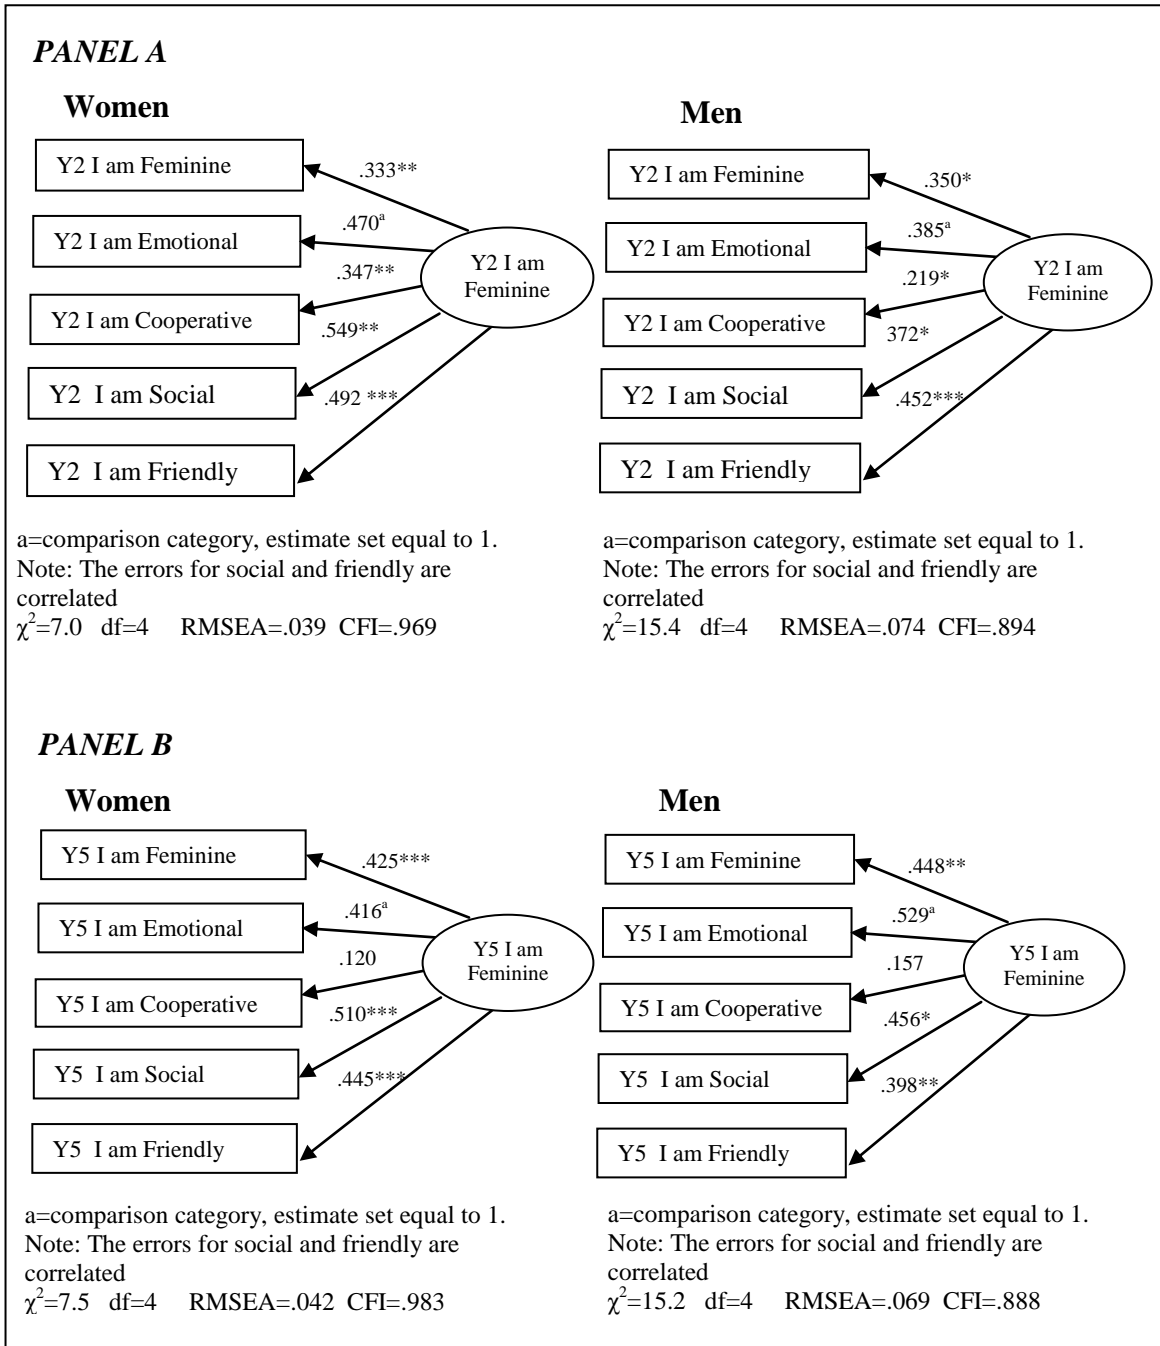 PANEL A
Women
Y2 I am Feminine
.333**
Y2 I am Emotional
.470ᵃ
Y2 I am Cooperative
.347**
Y2  I am Social
.549**
Y2  I am Friendly
.492 ***
Y2 I am
Feminine
a=comparison category, estimate set equal to 1.
Note: The errors for social and friendly are
correlated
χ²=7.0   df=4     RMSEA=.039  CFI=.969
Men
Y2 I am Feminine
.350*
Y2 I am Emotional
.385ᵃ
Y2 I am Cooperative
.219*
Y2  I am Social
372*
Y2  I am Friendly
.452***
Y2 I am
Feminine
a=comparison category, estimate set equal to 1.
Note: The errors for social and friendly are
correlated
χ²=15.4   df=4     RMSEA=.074  CFI=.894
PANEL B
Women
Y5 I am Feminine
.425***
Y5 I am Emotional
.416ᵃ
Y5 I am Cooperative
.120
Y5  I am Social
.510***
Y5  I am Friendly
.445***
Y5 I am
Feminine
a=comparison category, estimate set equal to 1.
Note: The errors for social and friendly are
correlated
χ²=7.5   df=4     RMSEA=.042  CFI=.983
Men
Y5 I am Feminine
.448**
Y5 I am Emotional
.529ᵃ
Y5 I am Cooperative
.157
Y5  I am Social
.456*
Y5  I am Friendly
.398**
Y5 I am
Feminine
a=comparison category, estimate set equal to 1.
Note: The errors for social and friendly are
correlated
χ²=15.2   df=4     RMSEA=.069  CFI=.888